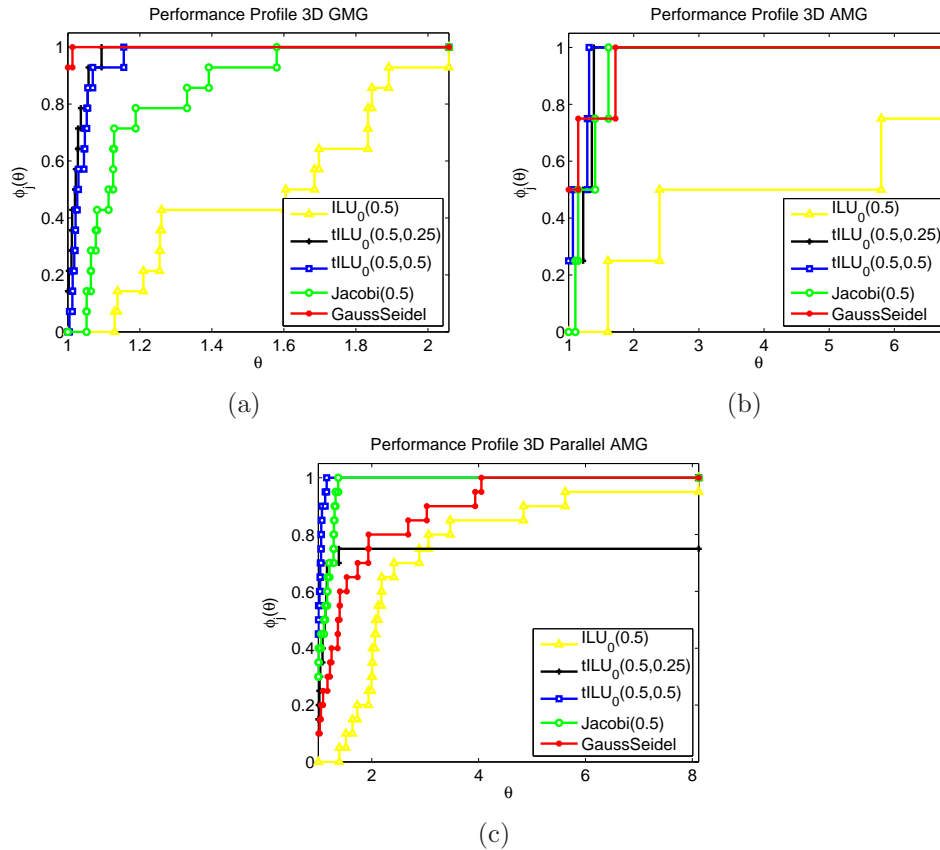 Performance Profile 3D GMG
1
0.8
0.6
0.4
0.2
0
ϕj(θ)
1
1.2
1.4
1.6
1.8
2
θ
ILU0(0.5)
tILU0(0.5,0.25)
tILU0(0.5,0.5)
Jacobi(0.5)
GaussSeidel
(a)
Performance Profile 3D AMG
1
0.8
0.6
0.4
0.2
0
ϕj(θ)
1
2
3
4
5
6
θ
ILU0(0.5)
tILU0(0.5,0.25)
tILU0(0.5,0.5)
Jacobi(0.5)
GaussSeidel
(b)
Performance Profile 3D Parallel AMG
1
0.8
0.6
0.4
0.2
0
ϕj(θ)
2
4
6
8
θ
ILU0(0.5)
tILU0(0.5,0.25)
tILU0(0.5,0.5)
Jacobi(0.5)
GaussSeidel
(c)